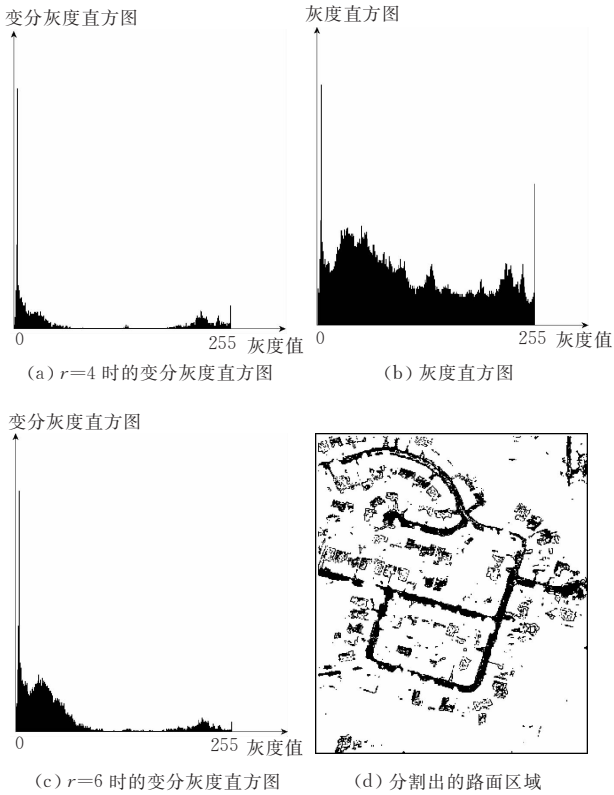 变分灰度直方图
0
255
灰度值
(a) r=4 时的变分灰度直方图
灰度直方图
0
255
灰度值
(b) 灰度直方图
变分灰度直方图
0
255
灰度值
(c) r=6 时的变分灰度直方图
(d) 分割出的路面区域